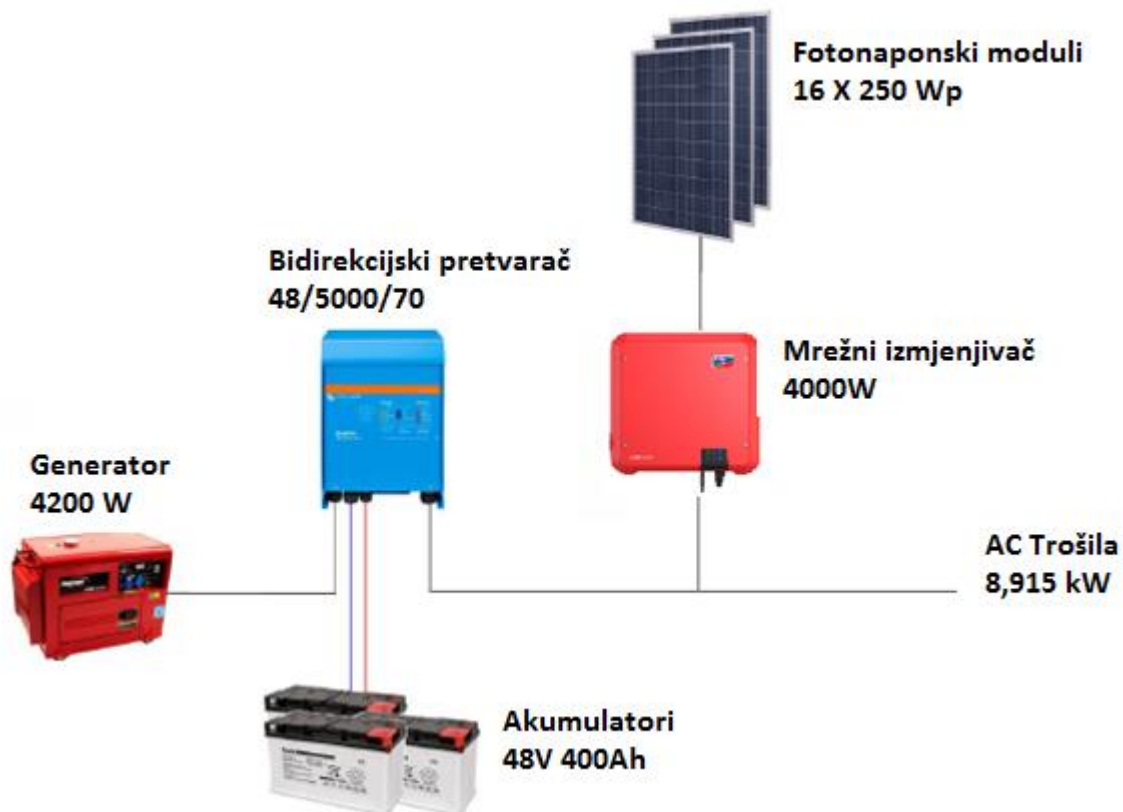 Fotonaponski moduli
16 X 250 Wp
Bidirekcijski pretvarač
48/5000/70
Mrežni izmjenjivač
4000W
Generator
4200 W
AC Trošila
8,915 kW
Akumulatori
48V 400Ah